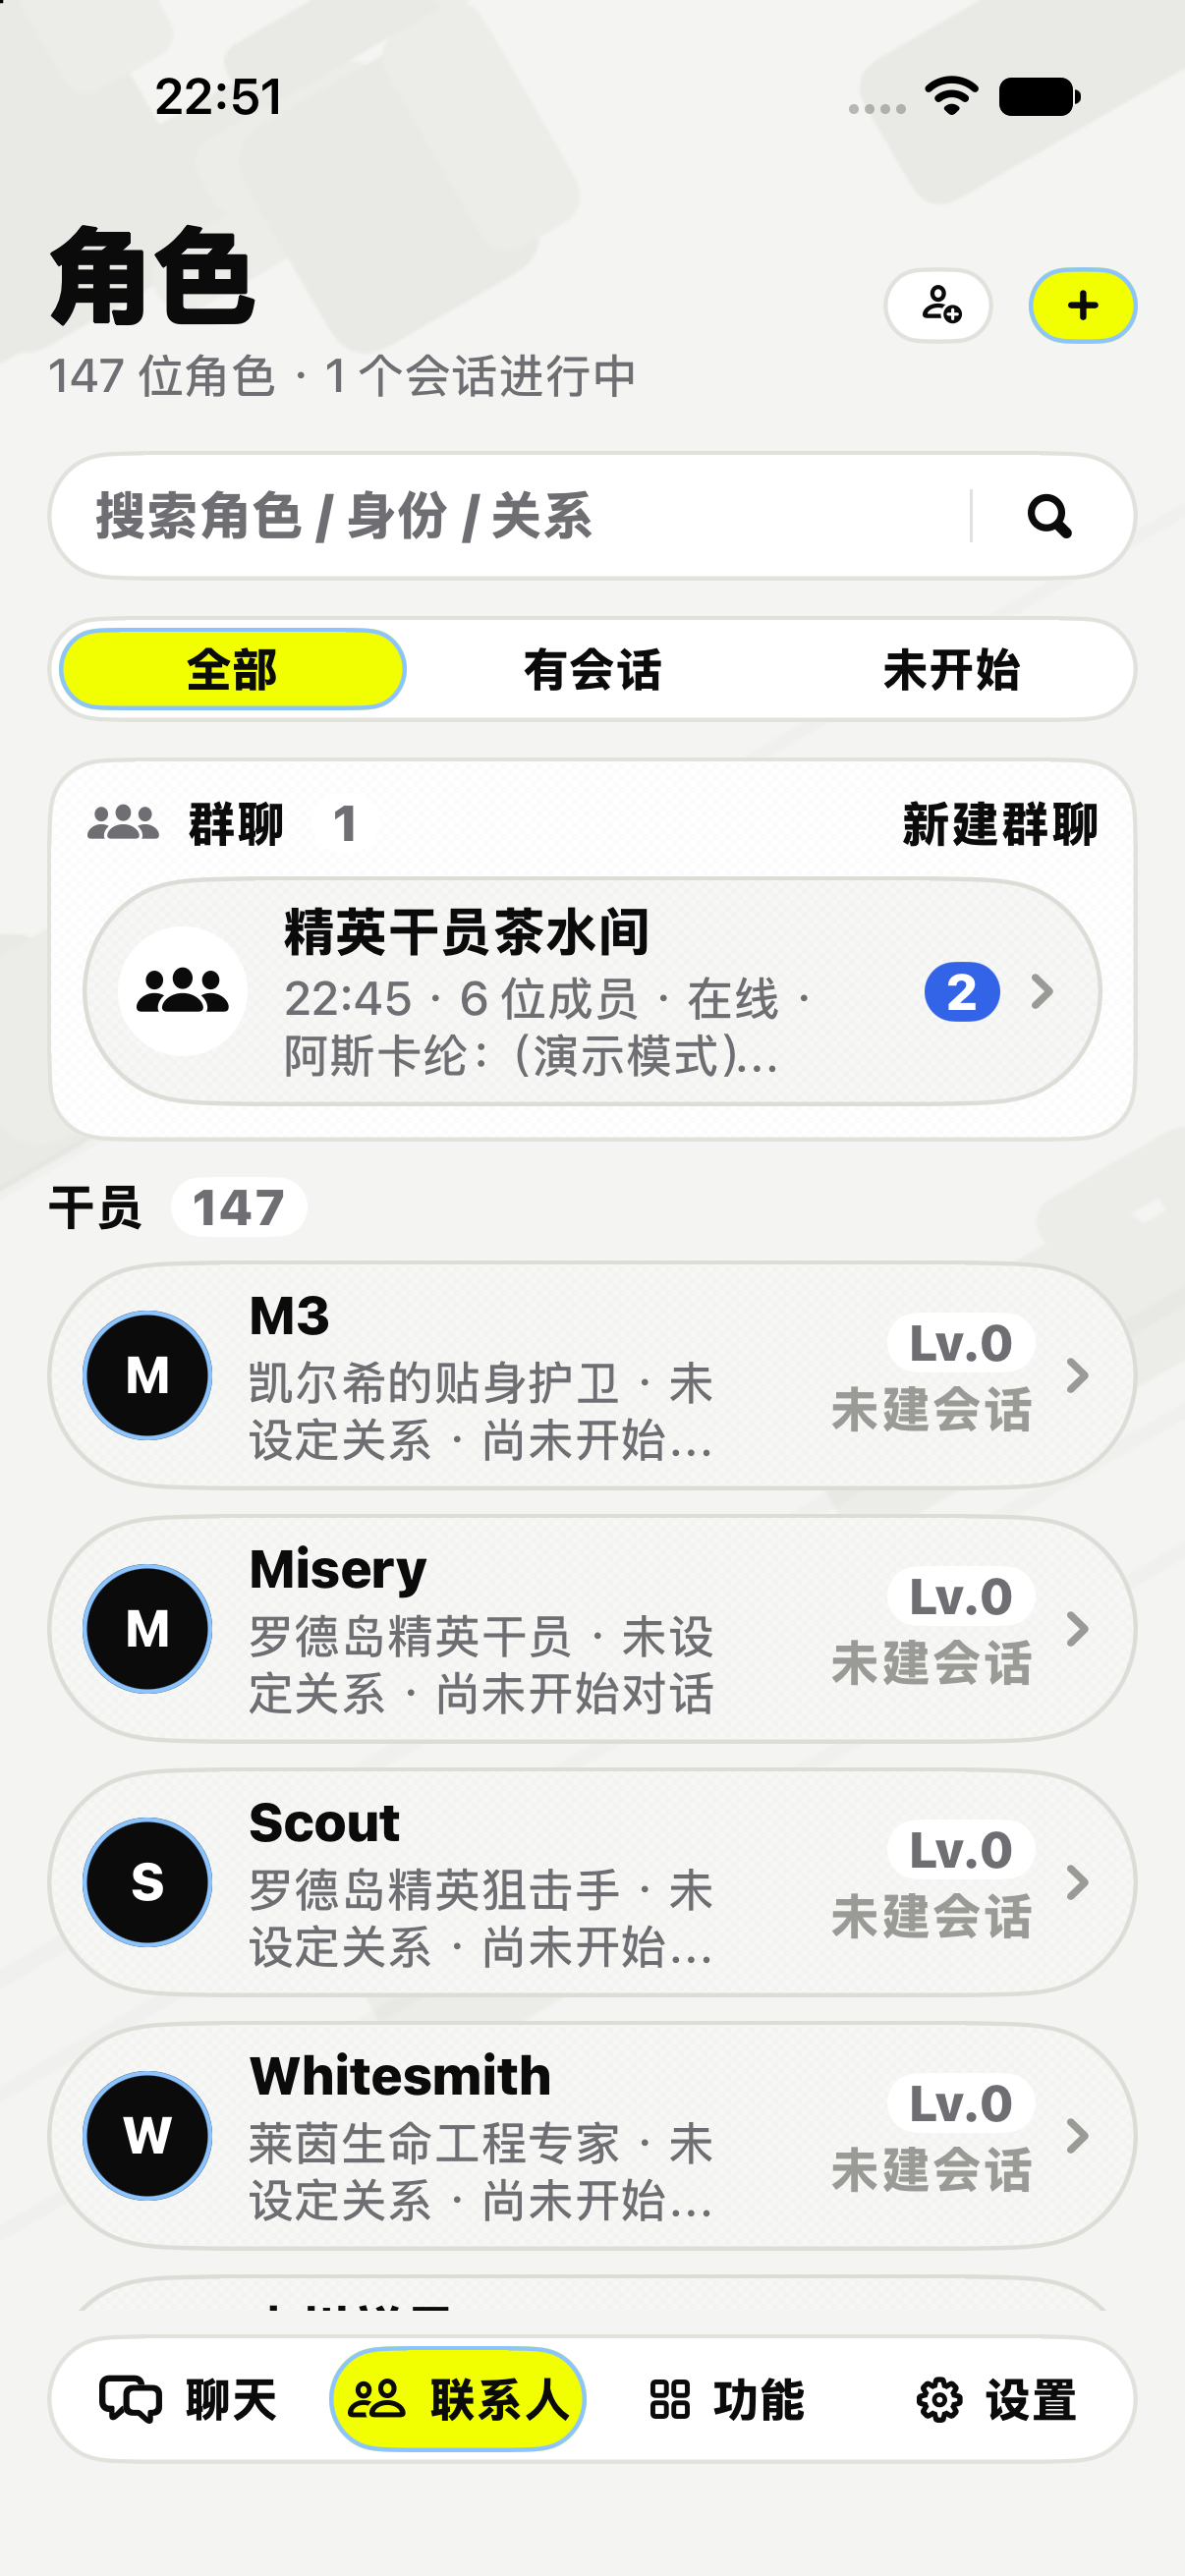 22:51
角色
147 位角色 · 1 个会话进行中
搜索角色 / 身份 / 关系
全部 有会话 未开始
群聊 1 新建群聊
精英干员茶水间
22:45 · 6 位成员 · 在线 ·
阿斯卡纶：（演示模式）...
2
干员 147
M
M3
凯尔希的贴身护卫 · 未
设定关系 · 尚未开始...
Lv.0
未建会话
M
Misery
罗德岛精英干员 · 未设
定关系 · 尚未开始对话
Lv.0
未建会话
S
Scout
罗德岛精英狙击手 · 未
设定关系 · 尚未开始...
Lv.0
未建会话
W
Whitesmith
莱茵生命工程专家 · 未
设定关系 · 尚未开始...
Lv.0
未建会话
聊天 联系人 功能 设置